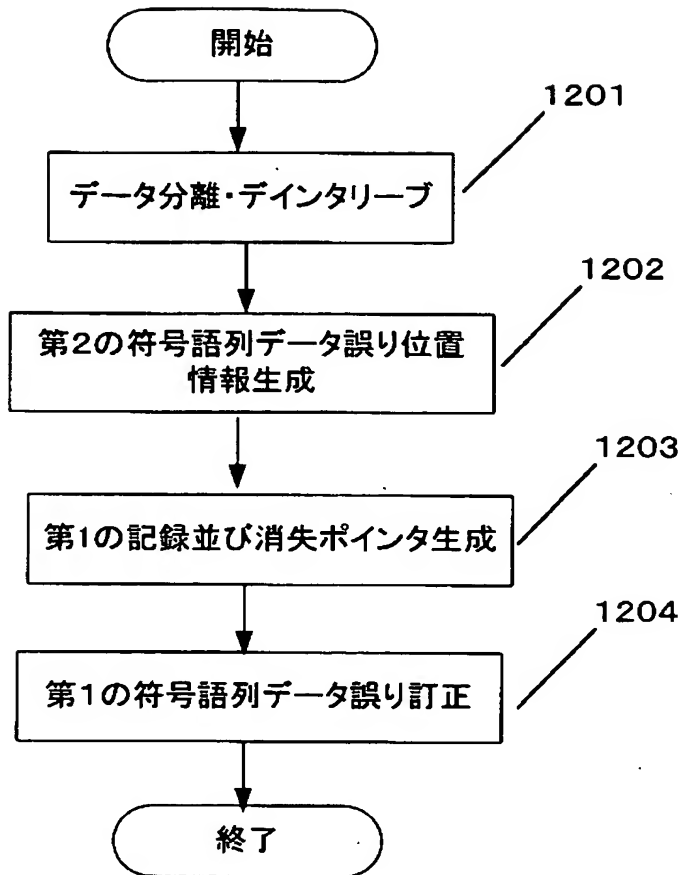 開始
1201
データ分離・デインタリーブ
1202
第2の符号語列データ誤り位置
情報生成
1203
第1の記録並び消失ポインタ生成
1204
第1の符号語列データ誤り訂正
終了